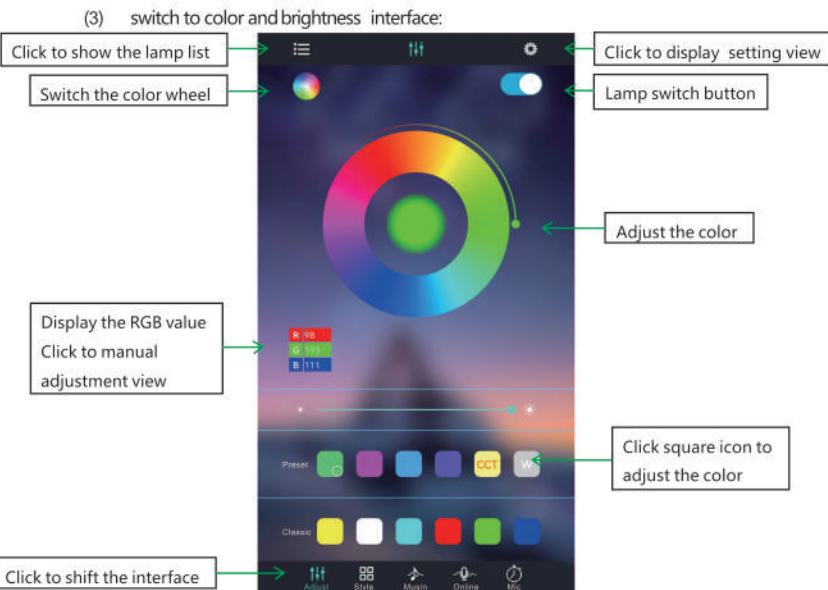 (3) switch to color and brightness interface:
Click to show the lamp list
Click to display setting view
Switch the color wheel
Lamp switch button
Adjust the color
Display the RGB value
Click to manual
adjustment view
R 98
G 193
B 111
Click square icon to
adjust the color
Preset
CCT
W
Classic
Click to shift the interface
Adjust
Style
Musin
Online
Mic